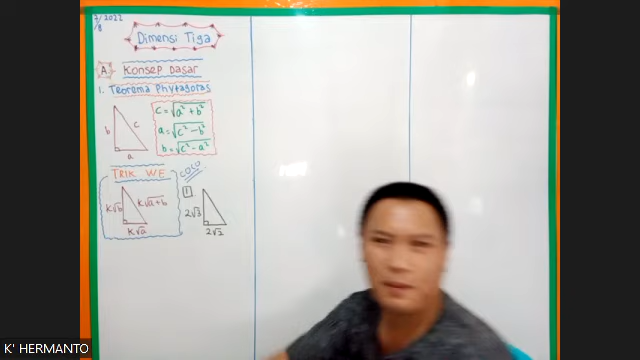 7/2022
8
Dimensi Tiga
A. Konsep Dasar
1. Teorema Phytagoras
b
c
a
c = √a² + b²
a = √c² - b²
b = √c² - a²
TRIK WE
COCO
K√b
K√a+b
K√a
1
2√3
2√2
K' HERMANTO